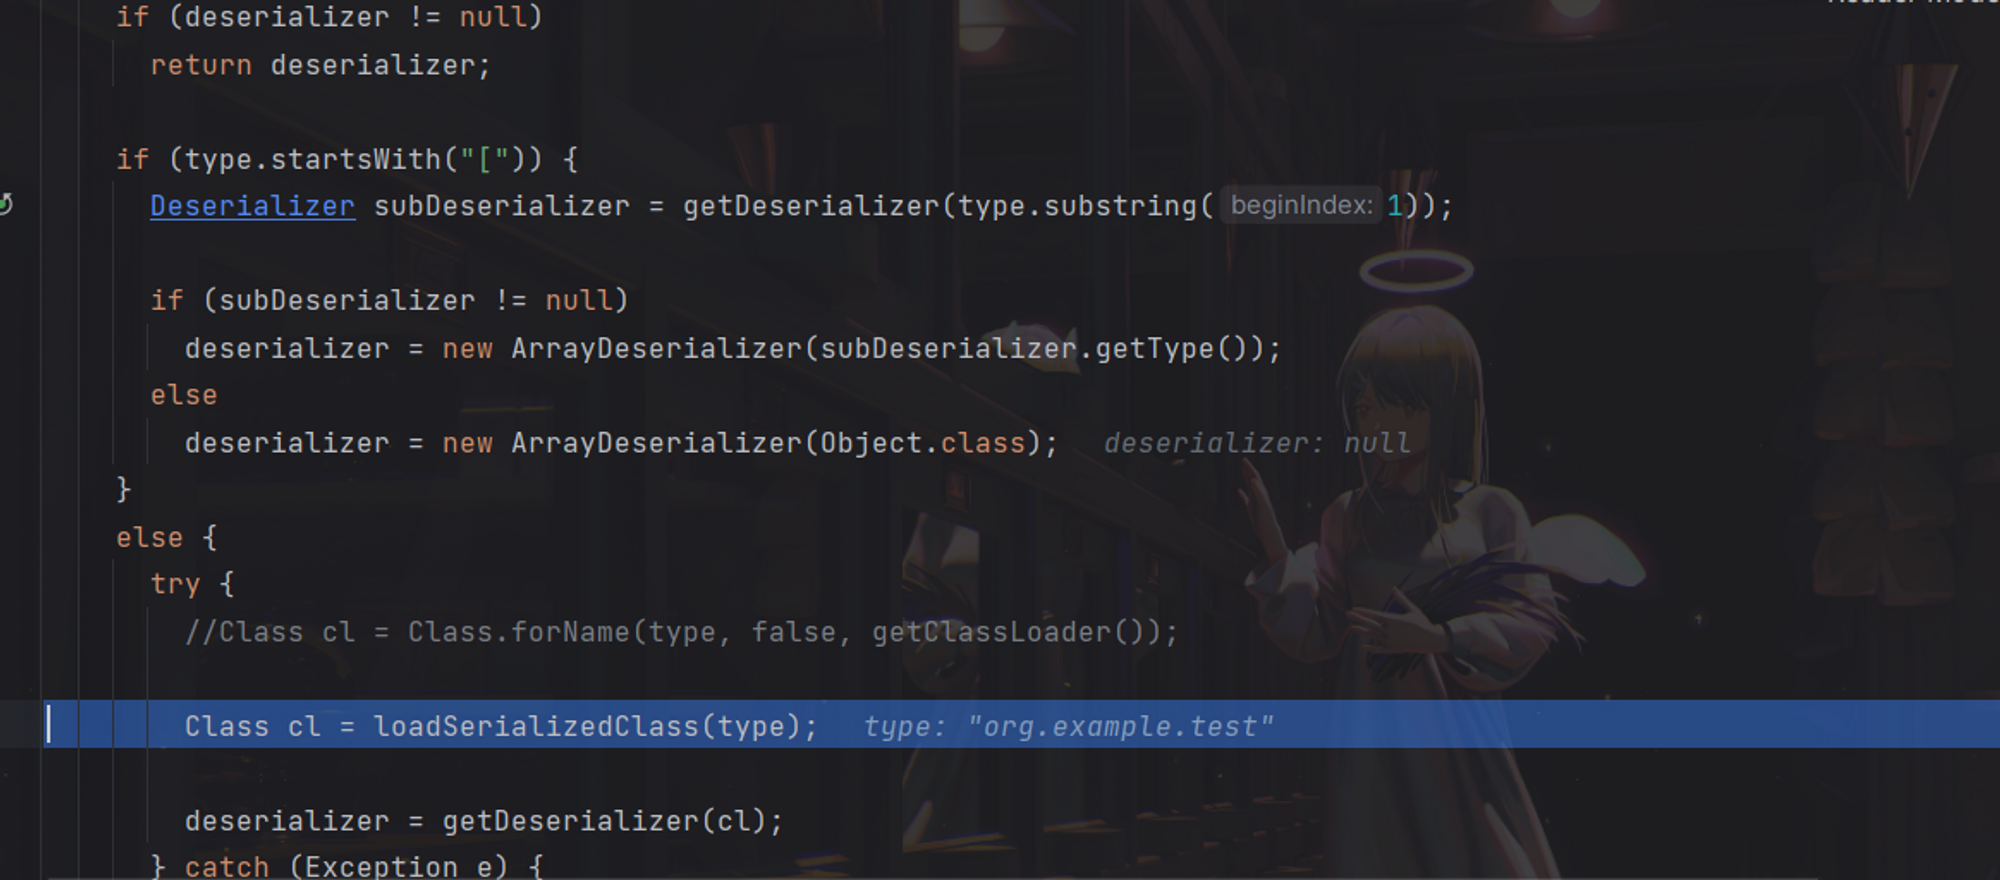 if (deserializer != null)
return deserializer;
if (type.startsWith("[")) {
Deserializer subDeserializer = getDeserializer(type.substring( beginIndex: 1));
if (subDeserializer != null)
deserializer = new ArrayDeserializer(subDeserializer.getType());
else
deserializer = new ArrayDeserializer(Object.class); deserializer: null
}
else {
try {
//Class cl = Class.forName(type, false, getClassLoader());
Class cl = loadSerializedClass(type); type: "org.example.test"
deserializer = getDeserializer(cl);
} catch (Exception e) {